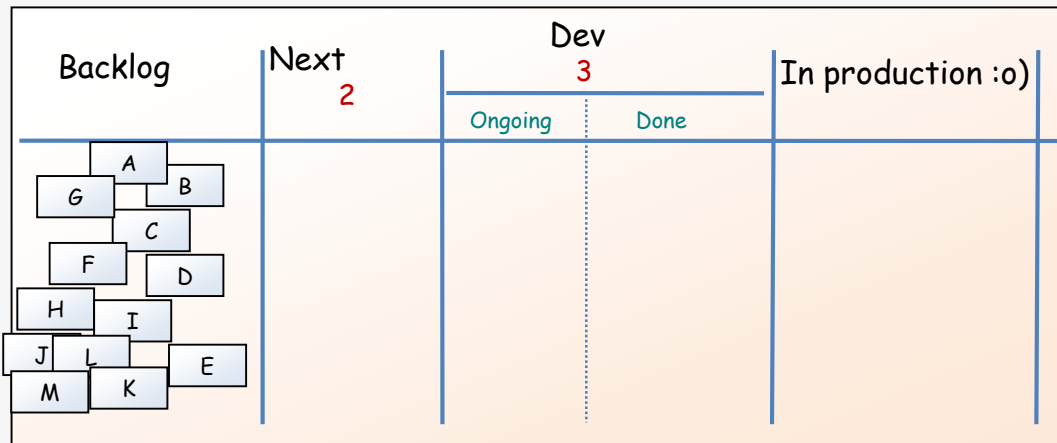 Backlog
Next
2
Dev
3
Ongoing
Done
In production :o)
A
B
G
C
F
D
H
I
J
L
E
M
K